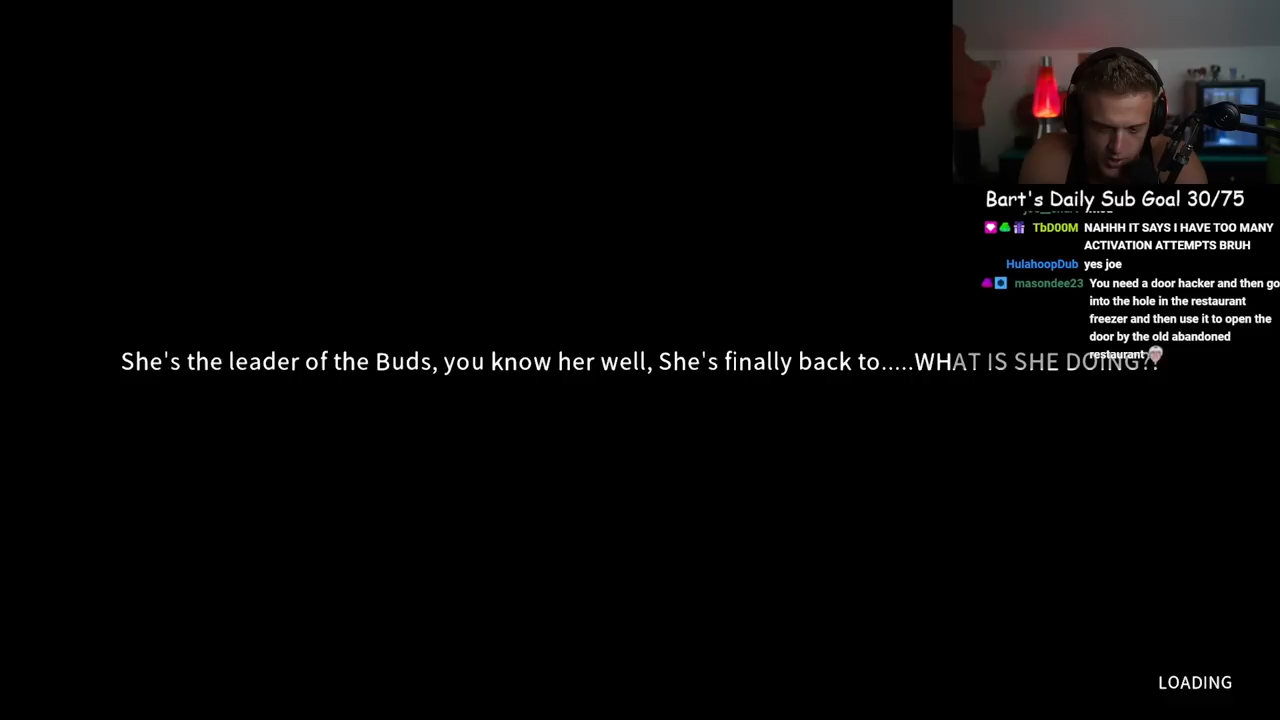 Bart's Daily Sub Goal 30/75
TbD00M NAHHH IT SAYS I HAVE TOO MANY
ACTIVATION ATTEMPTS BRUH
HulahoopDub yes joe
masondee23 You need a door hacker and then go
into the hole in the restaurant
freezer and then use it to open the
door by the old abandoned
restaurant
She's the leader of the Buds, you know her well, She's finally back to.....WHAT IS SHE DOING??
LOADING